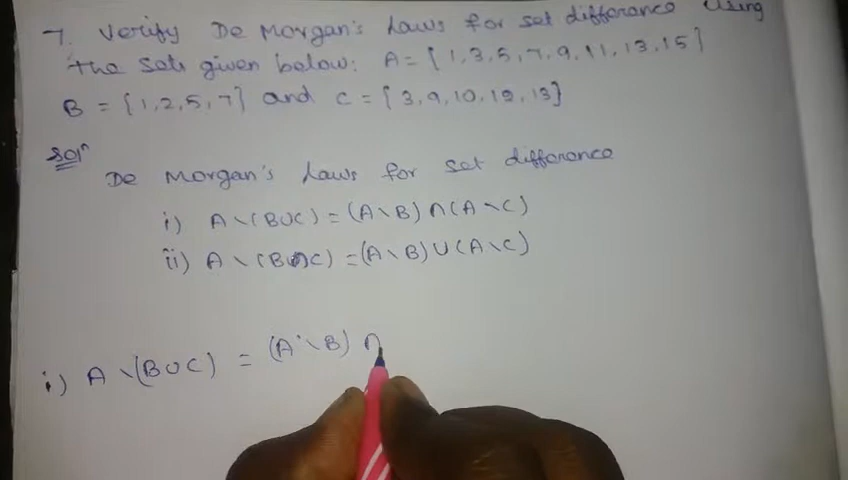 7. Verify De Morgan's Laws for set difference using
the sets given below: A = {1,3,5,7,9,11,13,15}
B = {1,2,5,7} and C = {3,9,10,12,13}
Soln
De Morgan's Laws for set difference
i) A \ (B∪C) = (A \ B) ∩ (A \ C)
ii) A \ (B∩C) = (A \ B) ∪ (A \ C)
i) A \ (B∪C) = (A \ B) ∩